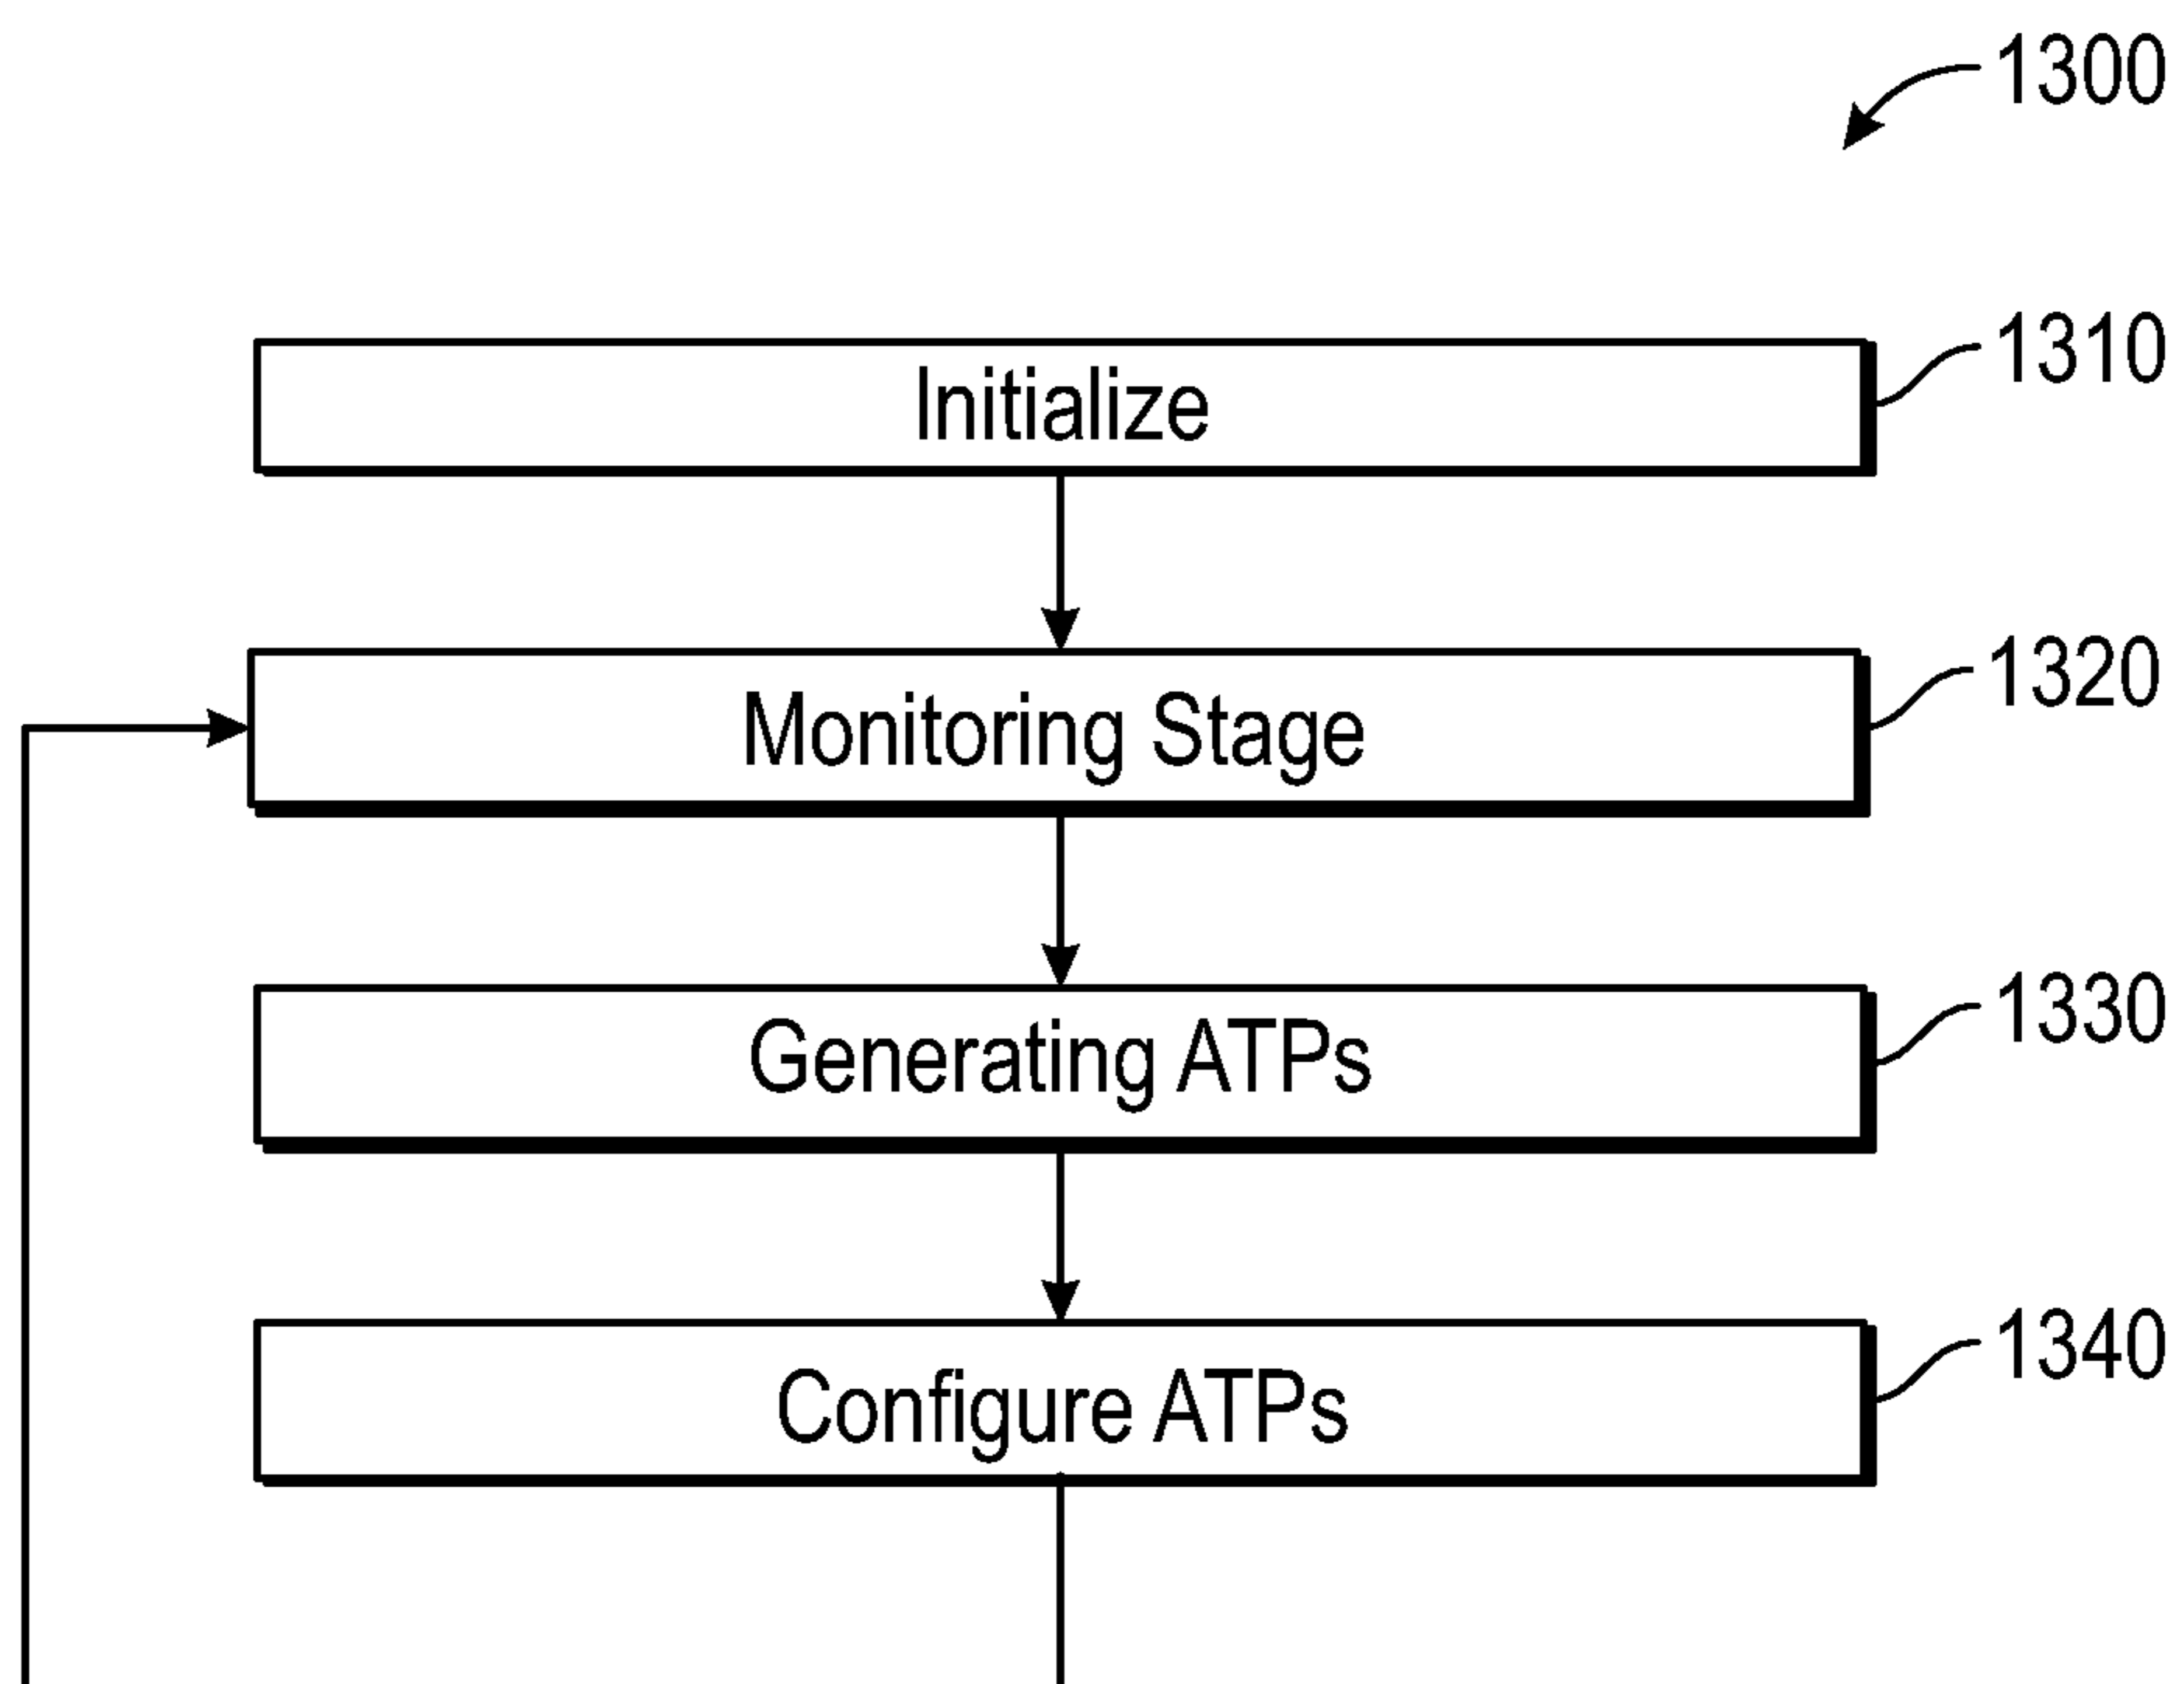 1300
1310
Initialize
1320
Monitoring Stage
1330
Generating ATPs
1340
Configure ATPs